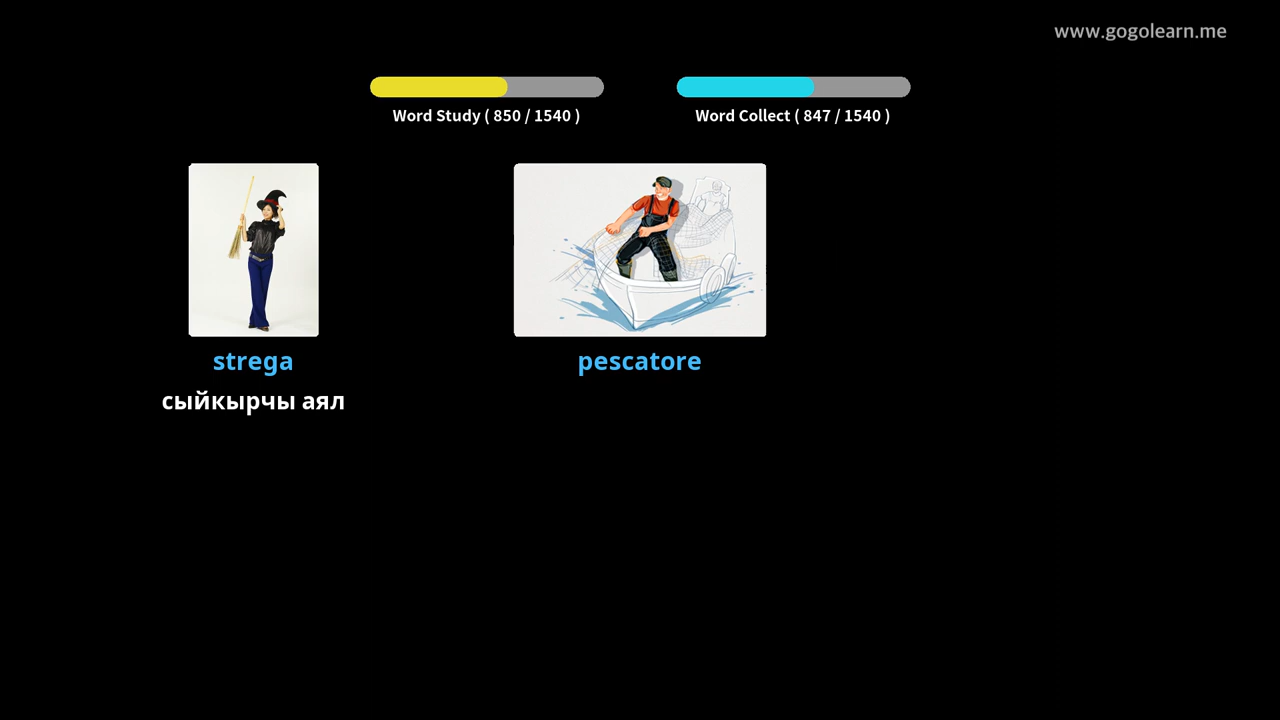 www.gogolearn.me
Word Study ( 850 / 1540 )
Word Collect ( 847 / 1540 )
strega
pescatore
сыйкырчы аял